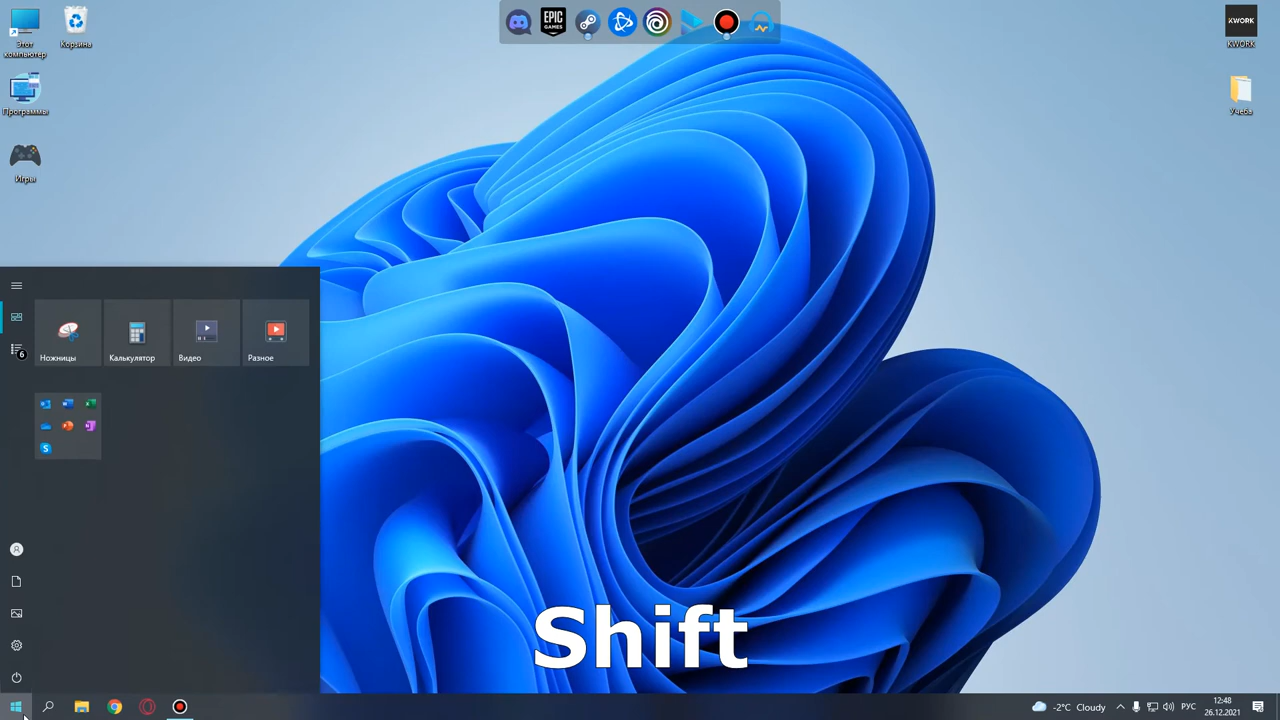 Этот
компьютер
Корзина
Программы
Игры
EPIC
GAMES
KWORK
KWORK
Учеба
Ножницы
Калькулятор
Видео
Разное
6
S
Shift
-2°C Cloudy
РУС
12:48
26.12.2021